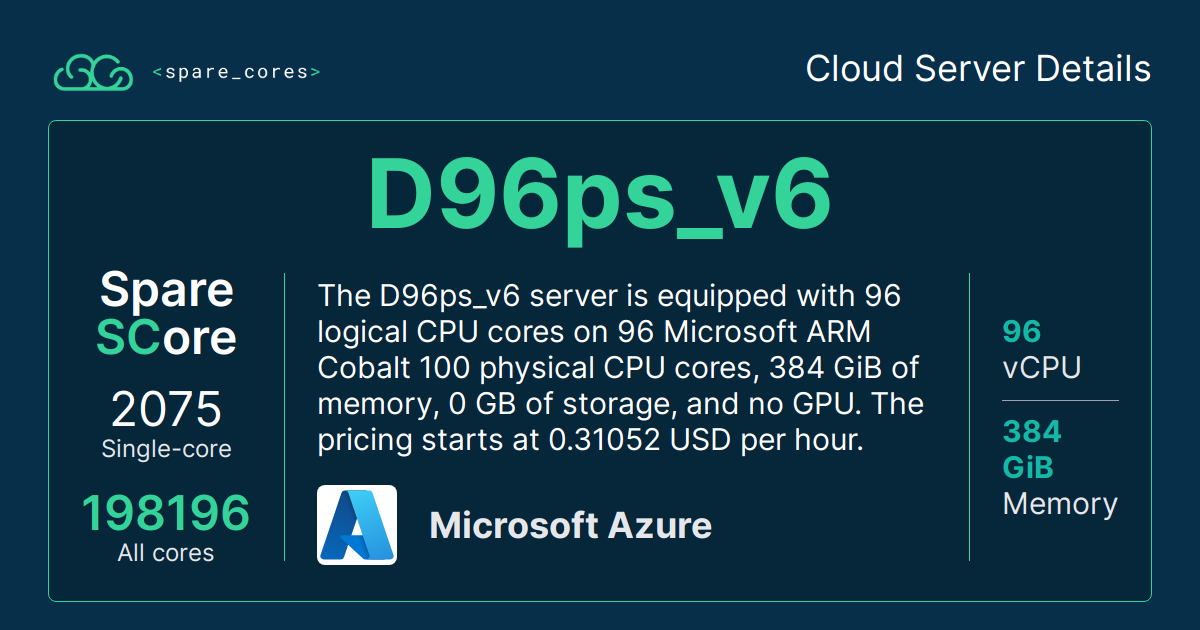 <spare_cores>
Cloud Server Details
D96ps_v6
Spare
SCore
2075
Single-core
198196
All cores
The D96ps_v6 server is equipped with 96
logical CPU cores on 96 Microsoft ARM
Cobalt 100 physical CPU cores, 384 GiB of
memory, 0 GB of storage, and no GPU. The
pricing starts at 0.31052 USD per hour.
Microsoft Azure
96
vCPU
384
GiB
Memory